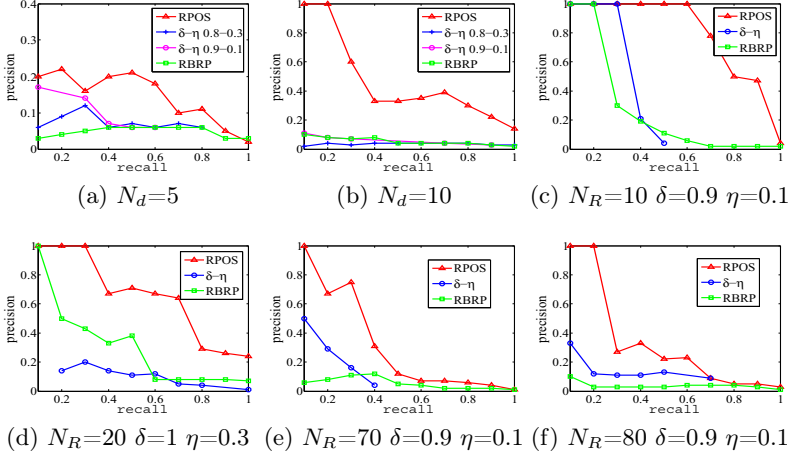 0.4
0.3
0.2
0.1
0
precision
0.2 0.4 0.6 0.8 1
recall
RPOS
δ−η 0.8−0.3
δ−η 0.9−0.1
RBRP
(a) N_d=5
1
0.8
0.6
0.4
0.2
0
precision
0.2 0.4 0.6 0.8 1
recall
RPOS
δ−η 0.8−0.3
δ−η 0.9−0.1
RBRP
(b) N_d=10
1
0.8
0.6
0.4
0.2
0
precision
0.2 0.4 0.6 0.8 1
recall
RPOS
δ−η
RBRP
(c) N_R=10 δ=0.9 η=0.1
1
0.8
0.6
0.4
0.2
0
precision
0.2 0.4 0.6 0.8 1
recall
RPOS
δ−η
RBRP
(d) N_R=20 δ=1 η=0.3
1
0.8
0.6
0.4
0.2
0
precision
0.2 0.4 0.6 0.8 1
recall
RPOS
δ−η
RBRP
(e) N_R=70 δ=0.9 η=0.1
1
0.8
0.6
0.4
0.2
0
precision
0.2 0.4 0.6 0.8 1
recall
RPOS
δ−η
RBRP
(f) N_R=80 δ=0.9 η=0.1